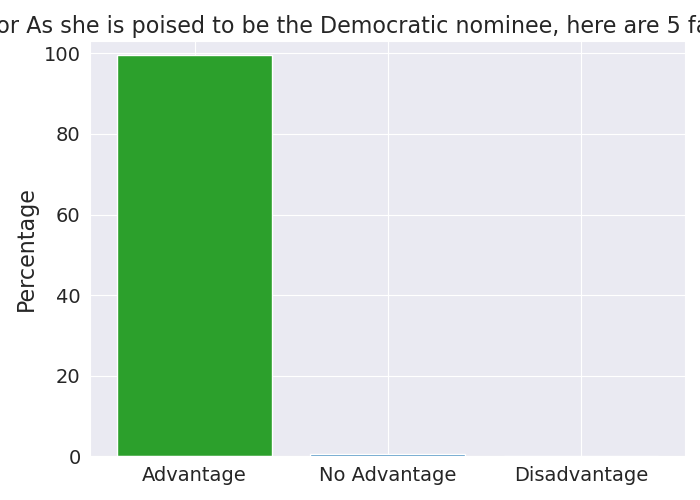 or As she is poised to be the Democratic nominee, here are 5 fa
100
80
60
40
20
0
Percentage
Advantage
No Advantage
Disadvantage